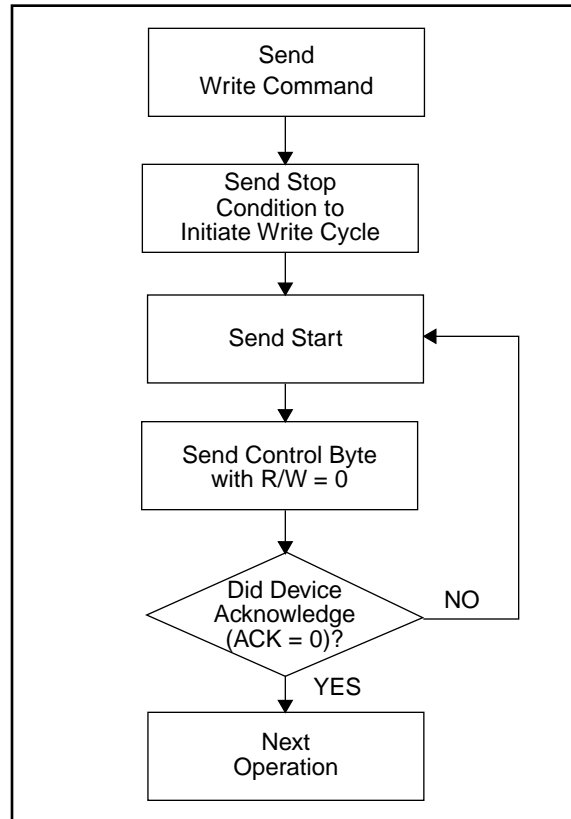 Send
Write Command
Send Stop
Condition to
Initiate Write Cycle
Send Start
Send Control Byte
with R/W = 0
Did Device
Acknowledge
(ACK = 0)?
NO
YES
Next
Operation